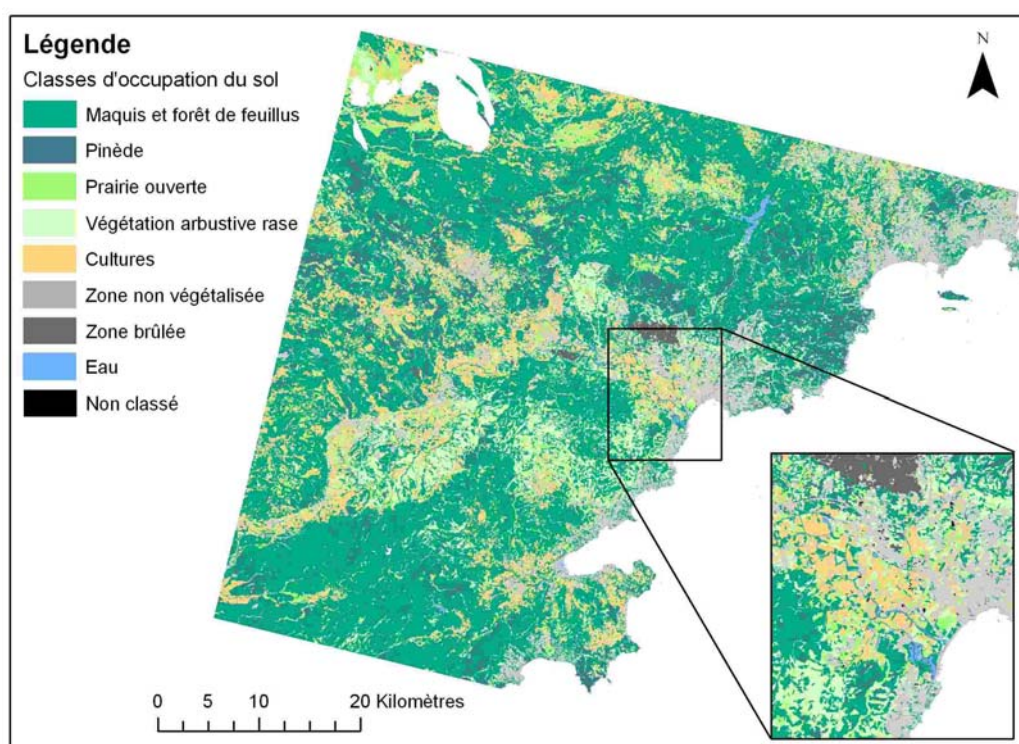 Légende
Classes d'occupation du sol
Maquis et forêt de feuillus
Pinède
Prairie ouverte
Végétation arbustive rase
Cultures
Zone non végétalisée
Zone brûlée
Eau
Non classé
N
0 5 10 20 Kilomètres